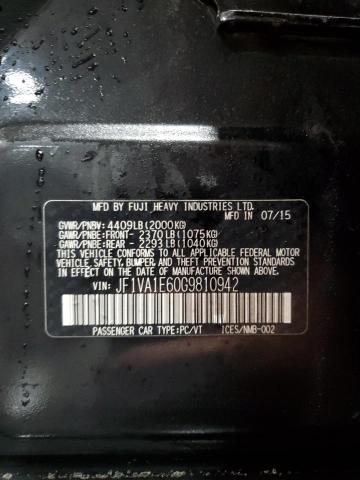 MFD BY FUJI HEAVY INDUSTRIES LTD.
MFD IN 07/15
GVWR/PNBV: 4409LB(2000KG)
GAWR/PNBE:FRONT - 2370LB(1075KG)
GAWR/PNBE:REAR - 2293LB(1040KG)
THIS VEHICLE CONFORMS TO ALL APPLICABLE FEDERAL MOTOR
VEHICLE SAFETY, BUMPER, AND THEFT PREVENTION STANDARDS
IN EFFECT ON THE DATE OF MANUFACTURE SHOWN ABOVE.
VIN: JF1VA1E60G9810942
PASSENGER CAR TYPE:PC/VT ICES/NMB-002